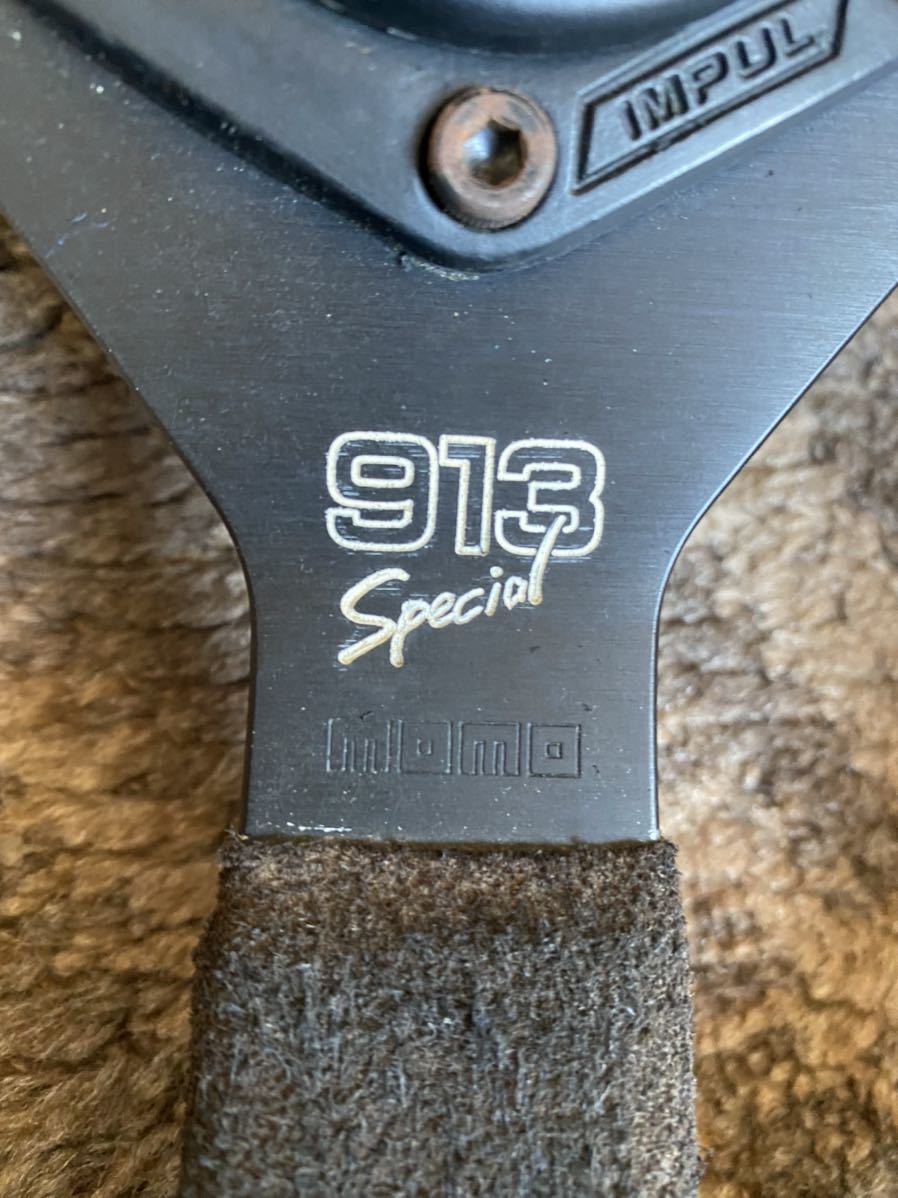 IMPUL
913
Special
momo